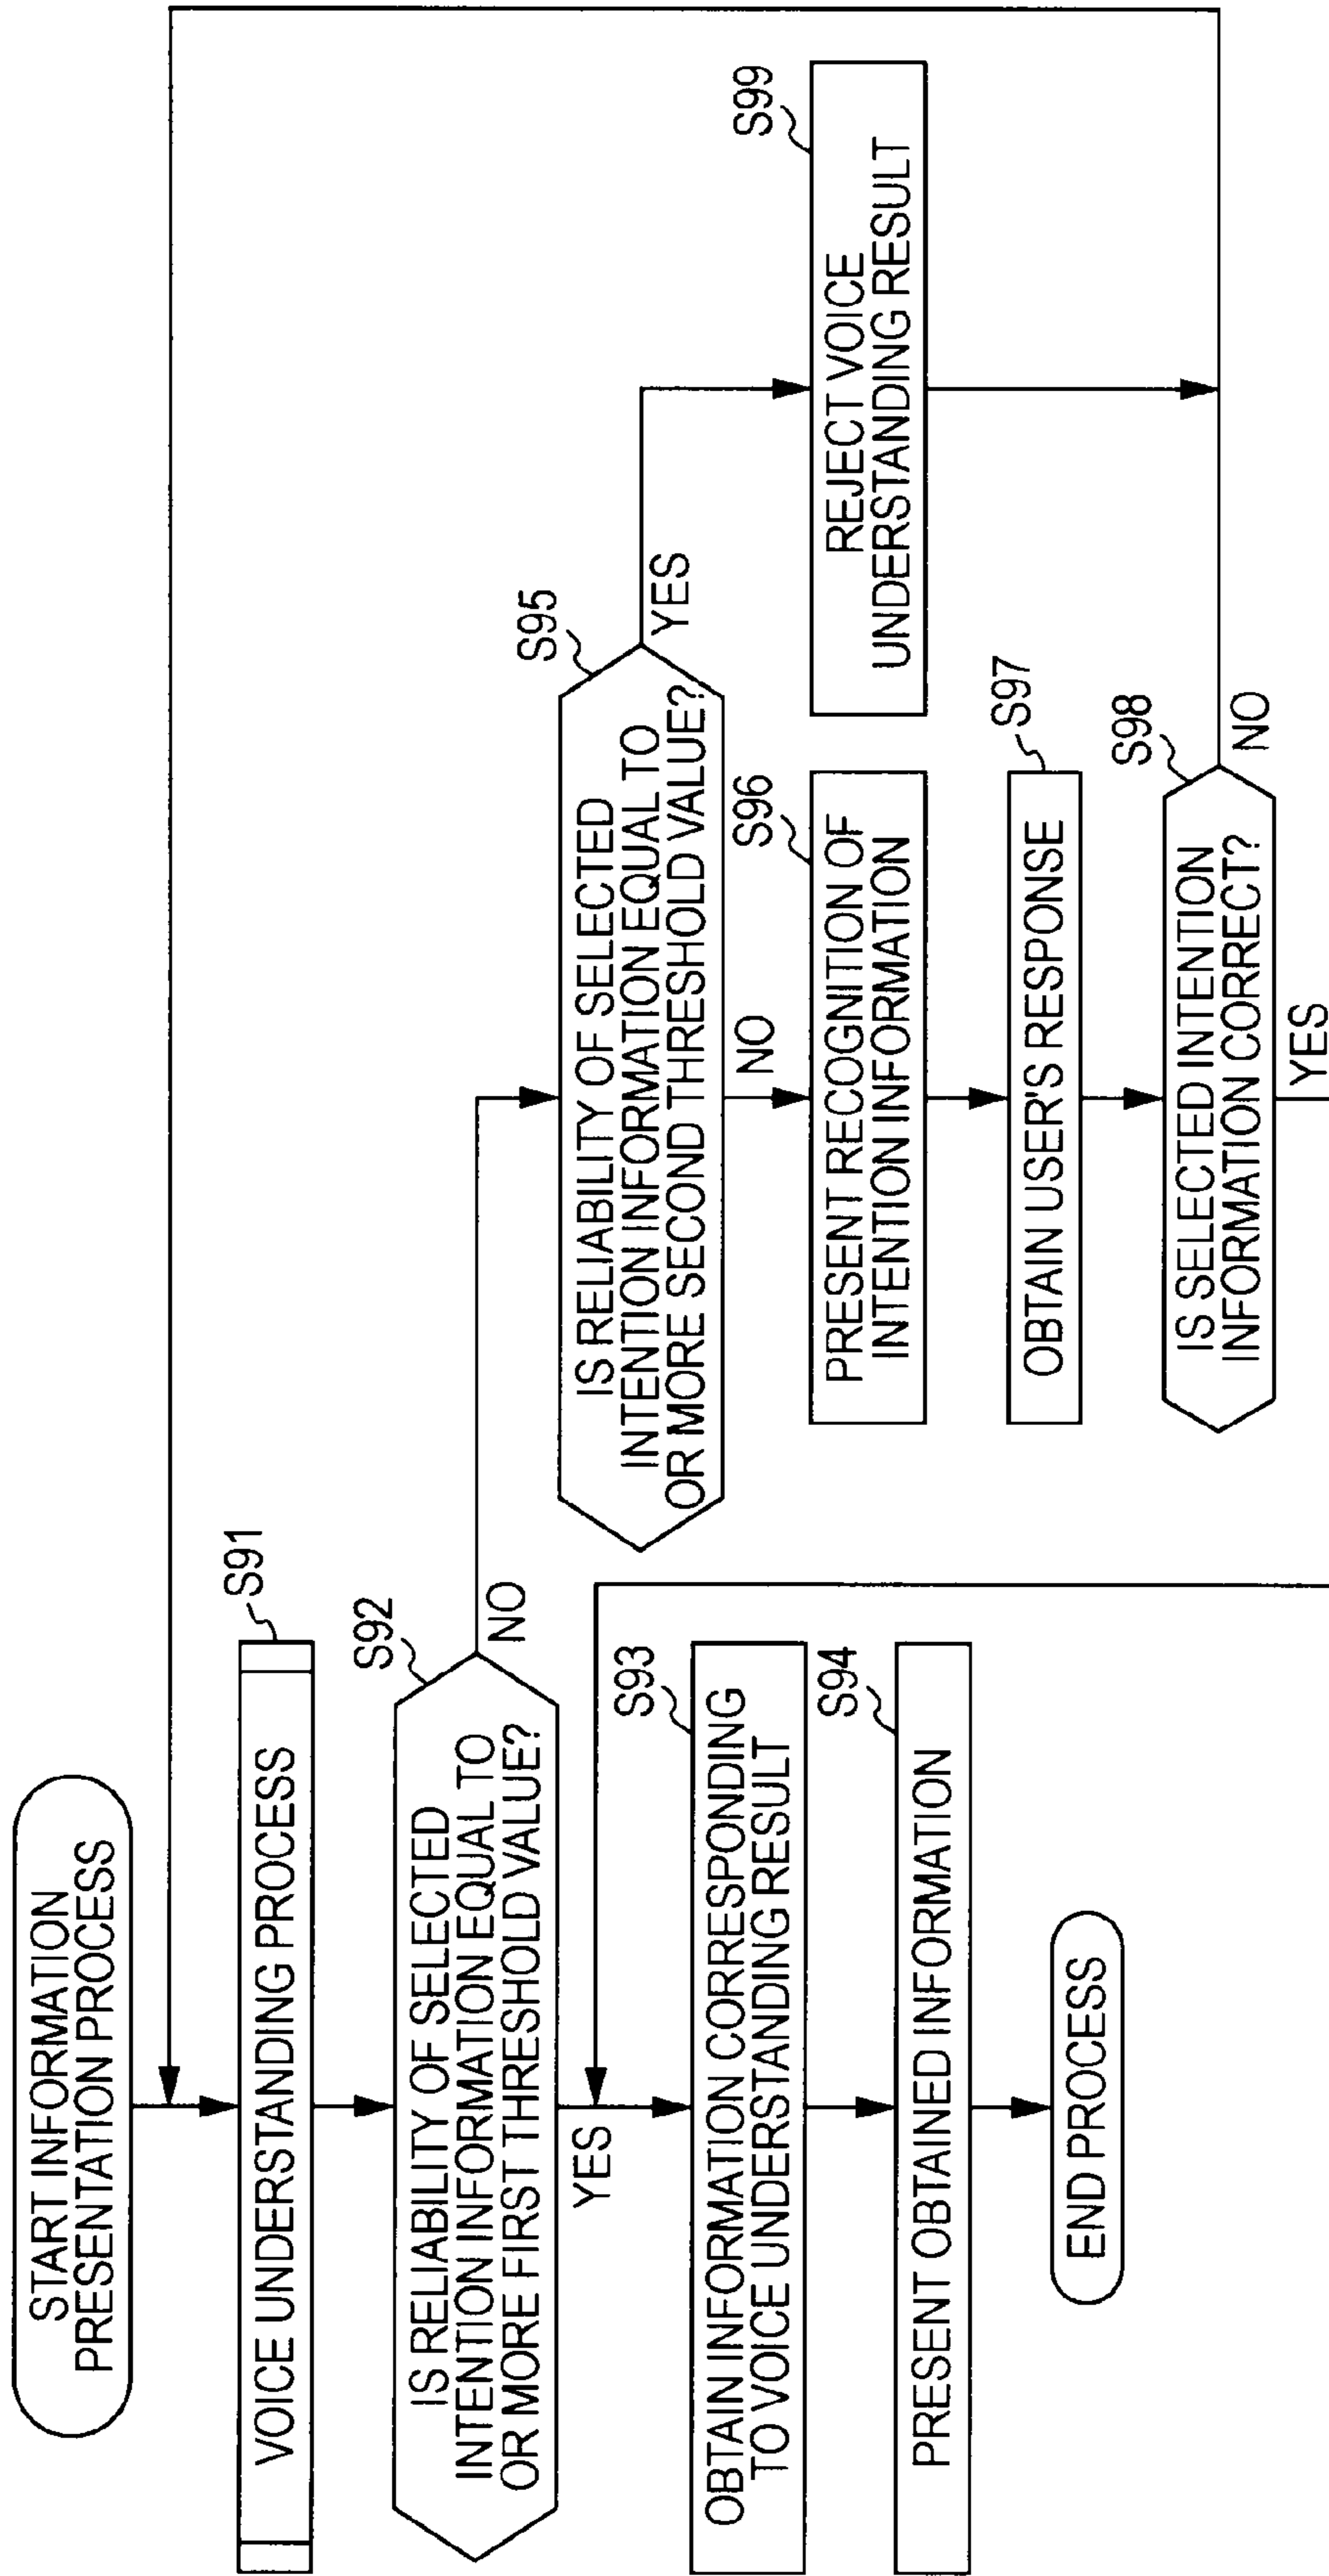 START INFORMATION
PRESENTATION PROCESS
S91
VOICE UNDERSTANDING PROCESS
S92
IS RELIABILITY OF SELECTED
INTENTION INFORMATION EQUAL TO
OR MORE FIRST THRESHOLD VALUE?
NO
YES
S93
OBTAIN INFORMATION CORRESPONDING
TO VOICE UNDERSTANDING RESULT
S94
PRESENT OBTAINED INFORMATION
END PROCESS
S95
IS RELIABILITY OF SELECTED
INTENTION INFORMATION EQUAL TO
OR MORE SECOND THRESHOLD VALUE?
YES
NO
S96
PRESENT RECOGNITION OF
INTENTION INFORMATION
S97
OBTAIN USER'S RESPONSE
S98
IS SELECTED INTENTION
INFORMATION CORRECT?
NO
YES
S99
REJECT VOICE
UNDERSTANDING RESULT